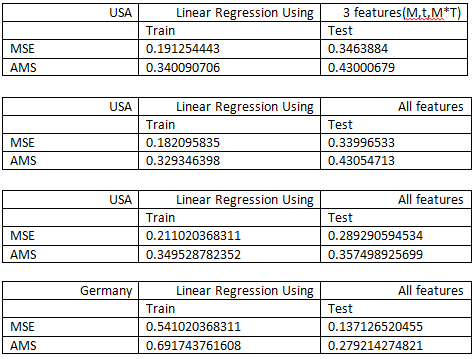 USA Linear Regression Using 3 features(M,t,M*T)
Train Test
MSE 0.191254443 0.3463884
AMS 0.340090706 0.43000679
USA Linear Regression Using All features
Train Test
MSE 0.182095835 0.33996533
AMS 0.329346398 0.43054713
USA Linear Regression Using All features
Train Test
MSE 0.211020368311 0.289290594534
AMS 0.349528782352 0.357498925699
Germany Linear Regression Using All features
Train Test
MSE 0.541020368311 0.137126520455
AMS 0.691743761608 0.279214274821